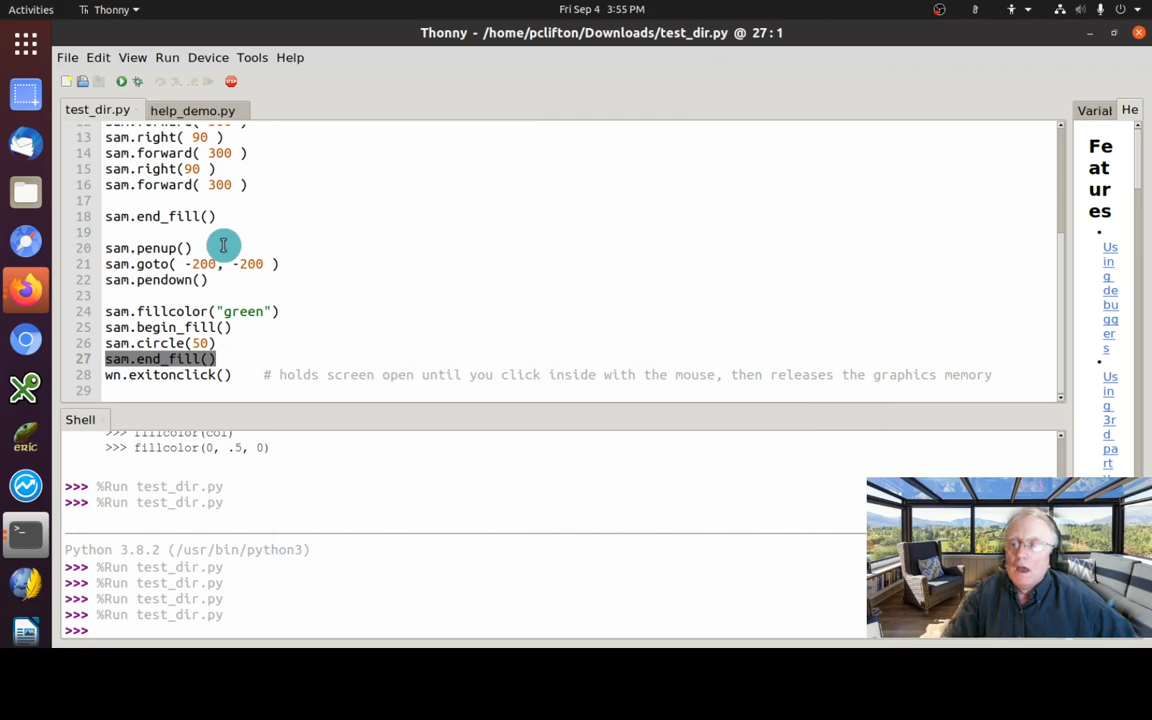 Activities
Thonny
Fri Sep 4 3:55 PM
Thonny - /home/pclifton/Downloads/test_dir.py @ 27:1
File Edit View Run Device Tools Help
test_dir.py
help_demo.py
Variab
He
13 sam.right( 90 )
14 sam.forward( 300 )
15 sam.right(90 )
16 sam.forward( 300 )
17
18 sam.end_fill()
19
20 sam.penup()
21 sam.goto( -200, -200 )
22 sam.pendown()
23
24 sam.fillcolor("green")
25 sam.begin_fill()
26 sam.circle(50)
27 sam.end_fill()
28 wn.exitonclick() # holds screen open until you click inside with the mouse, then releases the graphics memory
29
Fe
at
ur
es
Us
in
g
de
bu
gg
er
s
Us
in
g
3r
d
pa
rt
Shell
>>> fillcolor(col)
>>> fillcolor(0, .5, 0)
>>> %Run test_dir.py
>>> %Run test_dir.py
Python 3.8.2 (/usr/bin/python3)
>>> %Run test_dir.py
>>> %Run test_dir.py
>>> %Run test_dir.py
>>> %Run test_dir.py
>>>
eric
STOP